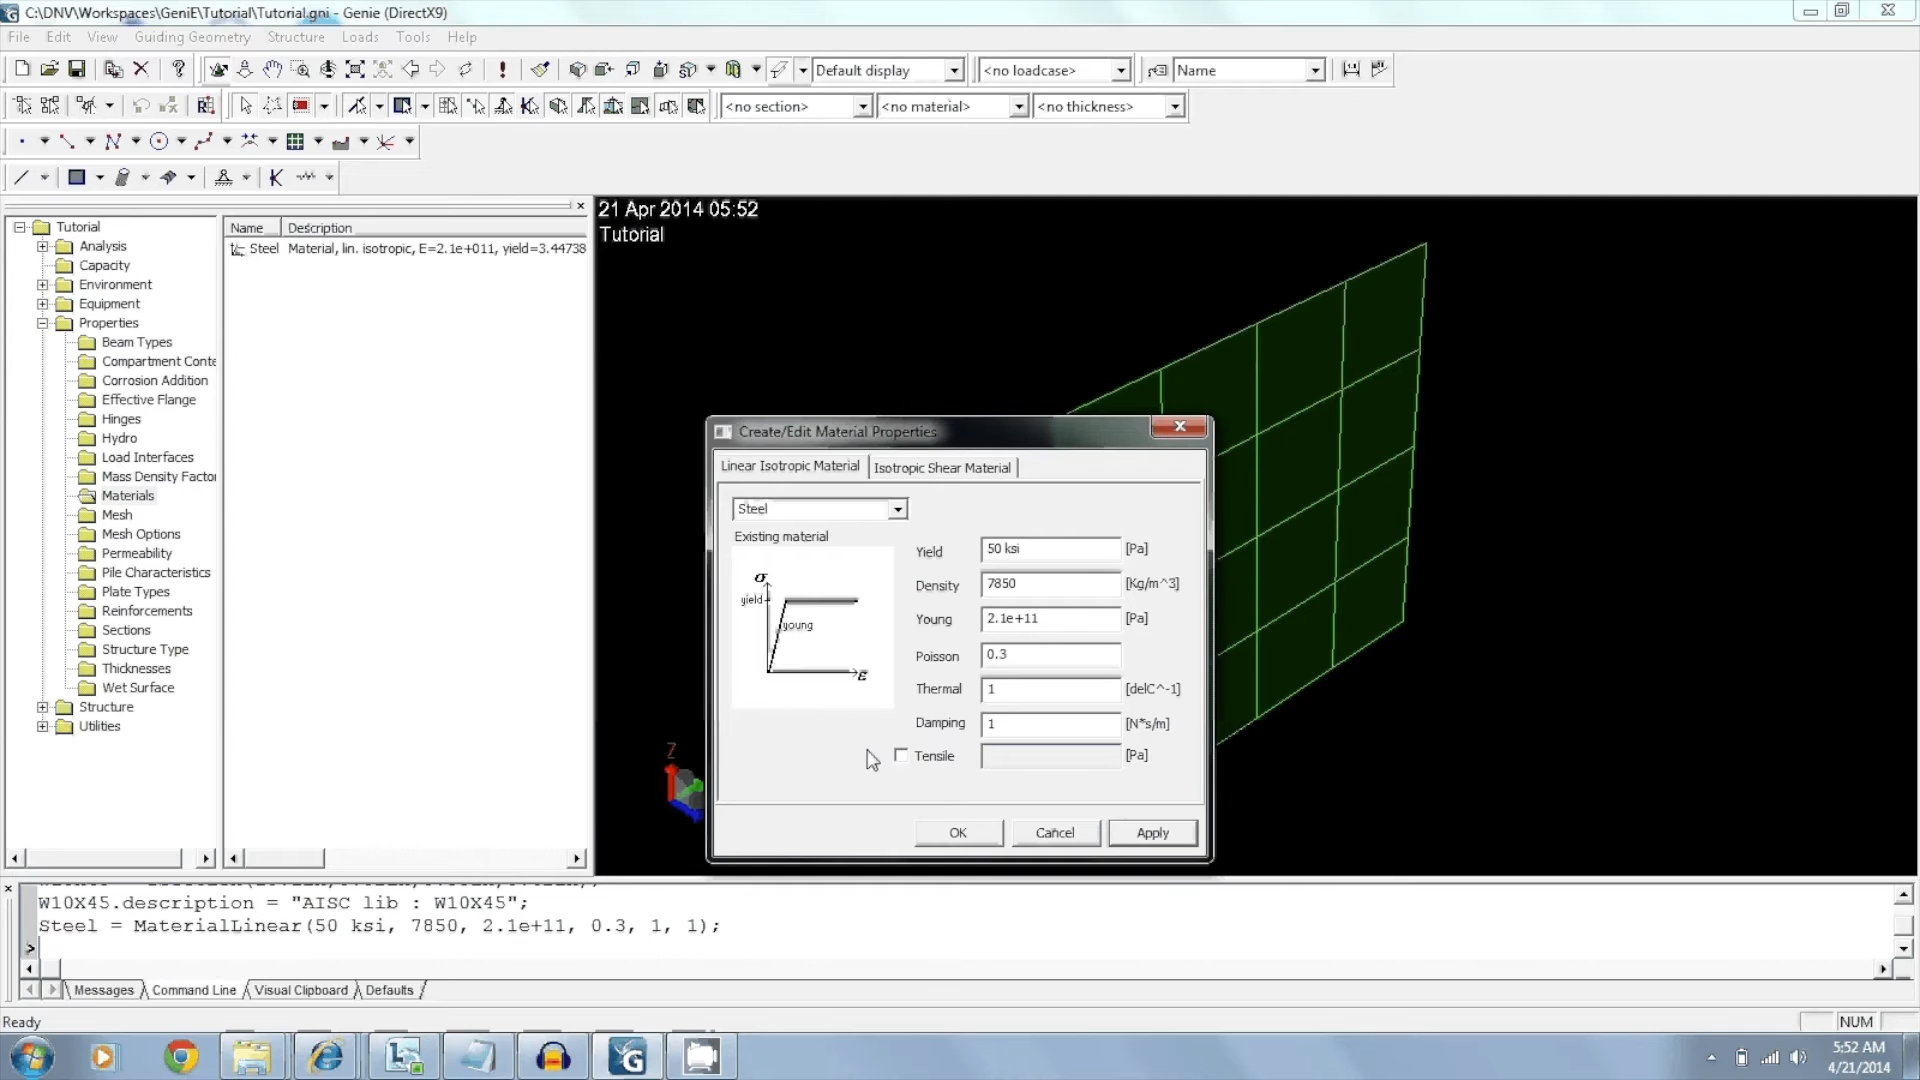 C:\DNV\Workspaces\GeniE\Tutorial\Tutorial.gni - Genie (DirectX9)
File Edit View Guiding Geometry Structure Loads Tools Help
Default display <no loadcase> Name
<no section> <no material> <no thickness>
Tutorial
Analysis
Capacity
Environment
Equipment
Properties
Beam Types
Compartment Conte
Corrosion Addition
Effective Flange
Hinges
Hydro
Load Interfaces
Mass Density Facto
Materials
Mesh
Mesh Options
Permeability
Pile Characteristics
Plate Types
Reinforcements
Sections
Structure Type
Thicknesses
Wet Surface
Structure
Utilities
Name Description
Steel Material, lin. isotropic, E=2.1e+011, yield=3.44738
21 Apr 2014 05:52
Tutorial
Z
Create/Edit Material Properties
Linear Isotropic Material Isotropic Shear Material
Steel
Existing material
σ
yield
young
ε
Yield 50 ksi [Pa]
Density 7850 [Kg/m^3]
Young 2.1e+11 [Pa]
Poisson 0.3
Thermal 1 [delC^-1]
Damping 1 [N*s/m]
Tensile [Pa]
OK Cancel Apply
W10X45.description = "AISC lib : W10X45";
Steel = MaterialLinear(50 ksi, 7850, 2.1e+11, 0.3, 1, 1);
>
Messages Command Line Visual Clipboard Defaults
Ready NUM
5:52 AM
4/21/2014